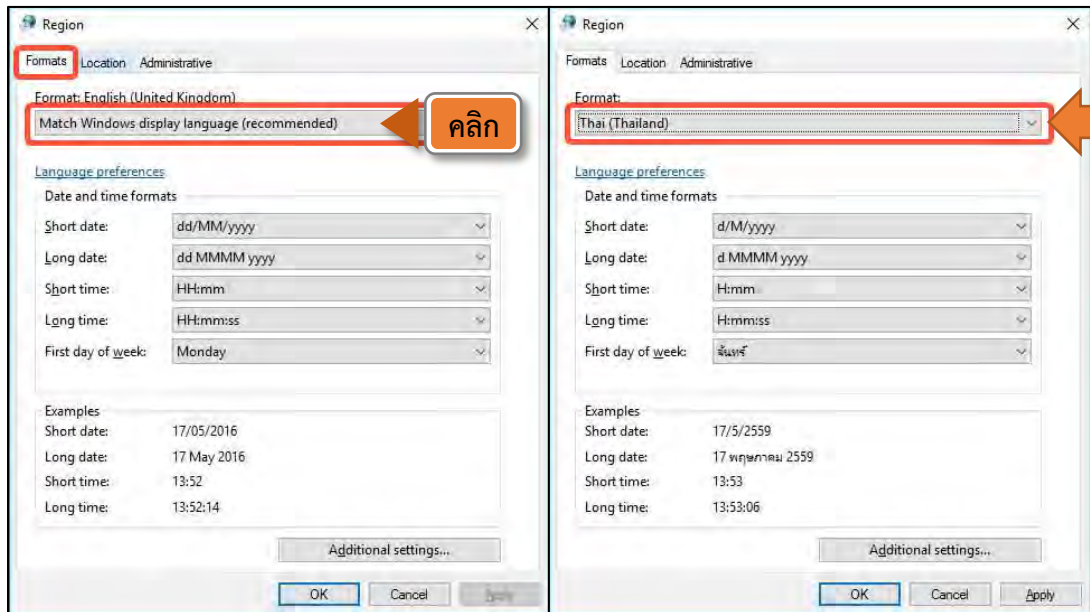 Region
Formats Location Administrative
Format: English (United Kingdom)
Match Windows display language (recommended)
คลิก
Language preferences
Date and time formats
Short date: dd/MM/yyyy
Long date: dd MMMM yyyy
Short time: HH:mm
Long time: HH:mm:ss
First day of week: Monday
Examples
Short date: 17/05/2016
Long date: 17 May 2016
Short time: 13:52
Long time: 13:52:14
Additional settings...
OK Cancel Apply
Region
Formats Location Administrative
Format:
Thai (Thailand)
Language preferences
Date and time formats
Short date: d/M/yyyy
Long date: d MMMM yyyy
Short time: H:mm
Long time: H:mm:ss
First day of week: จันทร์
Examples
Short date: 17/5/2559
Long date: 17 พฤษภาคม 2559
Short time: 13:53
Long time: 13:53:06
Additional settings...
OK Cancel Apply